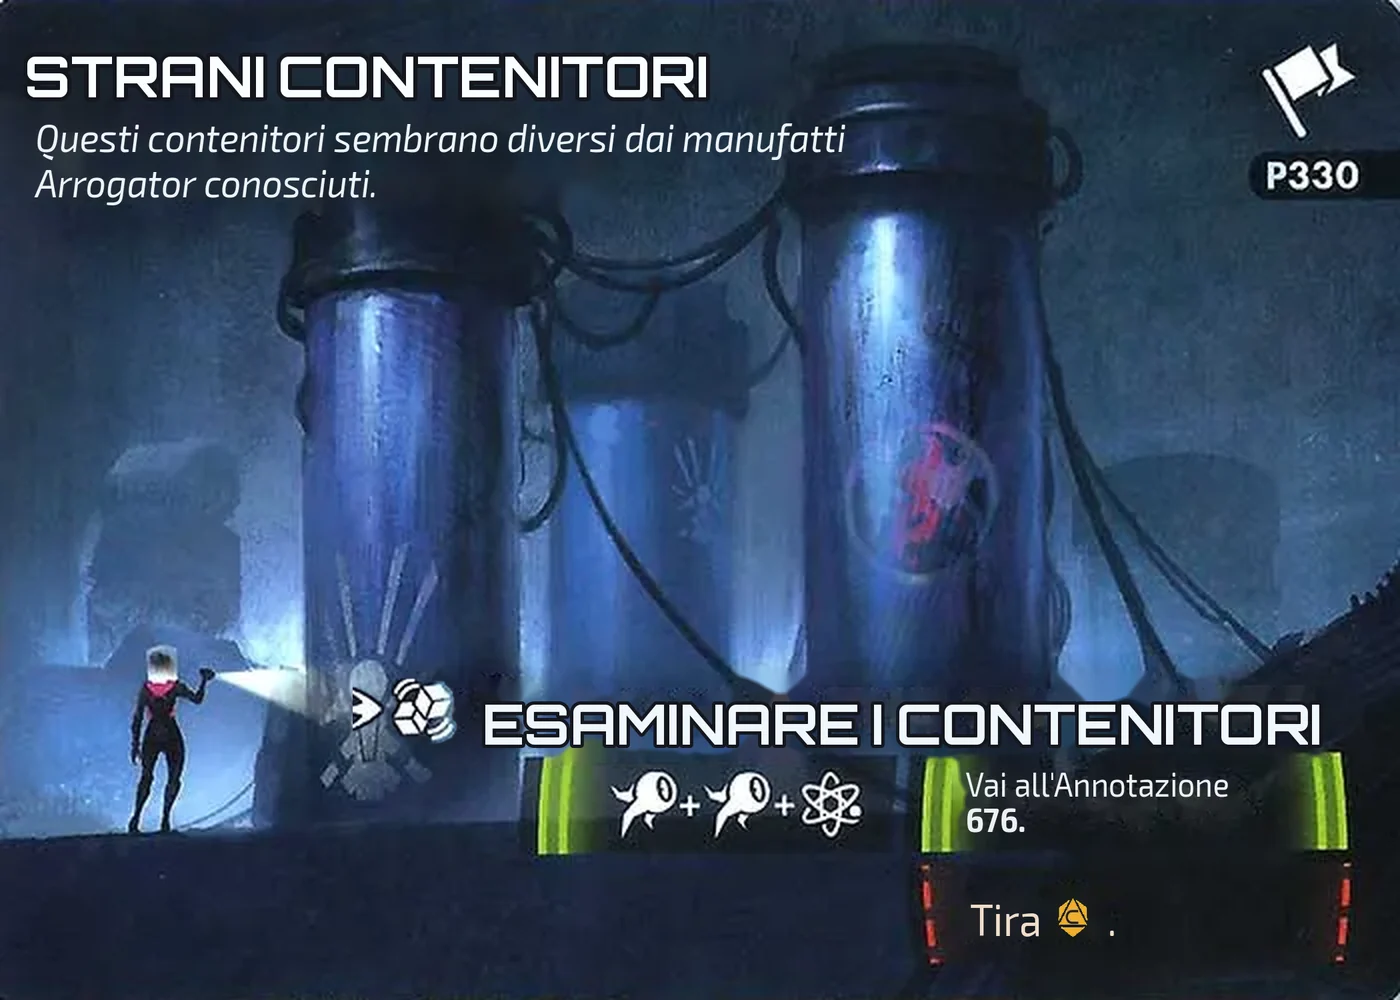 STRANI CONTENITORI
Questi contenitori sembrano diversi dai manufatti
Arrogator conosciuti.
P330
ESAMINARE I CONTENITORI
+ +
Vai all'Annotazione
676.
Tira C .